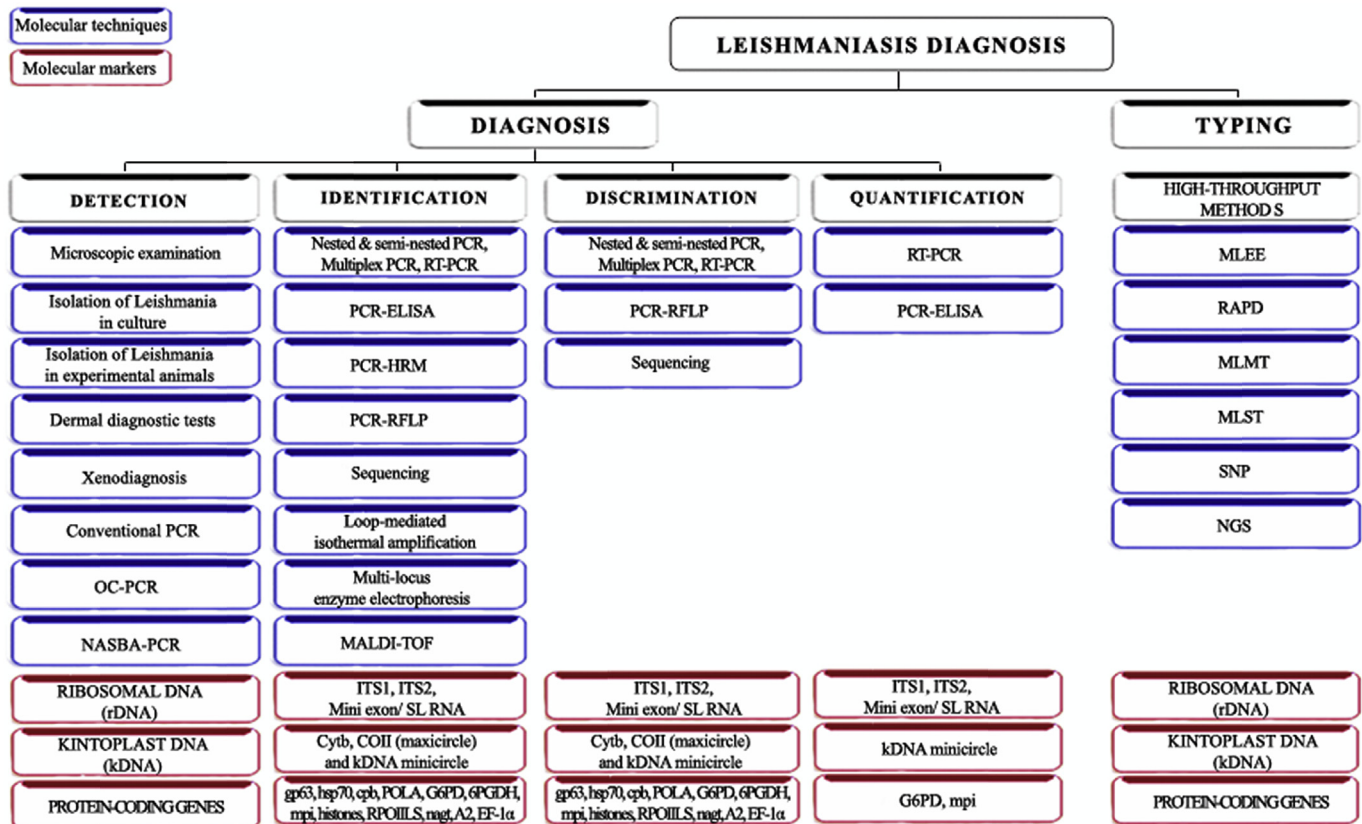 Molecular techniques
Molecular markers
LEISHMANIASIS DIAGNOSIS
DIAGNOSIS
TYPING
DETECTION
Microscopic examination
Isolation of Leishmania
in culture
Isolation of Leishmania
in experimental animals
Dermal diagnostic tests
Xenodiagnosis
Conventional PCR
OC-PCR
NASBA-PCR
RIBOSOMAL DNA
(rDNA)
KINTOPLAST DNA
(kDNA)
PROTEIN-CODING GENES
IDENTIFICATION
Nested & semi-nested PCR,
Multiplex PCR, RT-PCR
PCR-ELISA
PCR-HRM
PCR-RFLP
Sequencing
Loop-mediated
isothermal amplification
Multi-locus
enzyme electrophoresis
MALDI-TOF
ITS1, ITS2,
Mini exon/ SL RNA
Cytb, COII (maxicircle)
and kDNA minicircle
gp63, hsp70, cpb, POLA, G6PD, 6PGDH,
mpi, histones, RPOIILS, nagt, A2, EF-1α
DISCRIMINATION
Nested & semi-nested PCR,
Multiplex PCR, RT-PCR
PCR-RFLP
Sequencing
ITS1, ITS2,
Mini exon/ SL RNA
Cytb, COII (maxicircle)
and kDNA minicircle
gp63, hsp70, cpb, POLA, G6PD, 6PGDH,
mpi, histones, RPOIILS, nagt, A2, EF-1α
QUANTIFICATION
RT-PCR
PCR-ELISA
ITS1, ITS2,
Mini exon/ SL RNA
kDNA minicircle
G6PD, mpi
HIGH-THROUGHPUT
METHOD S
MLEE
RAPD
MLMT
MLST
SNP
NGS
RIBOSOMAL DNA
(rDNA)
KINTOPLAST DNA
(kDNA)
PROTEIN-CODING GENES